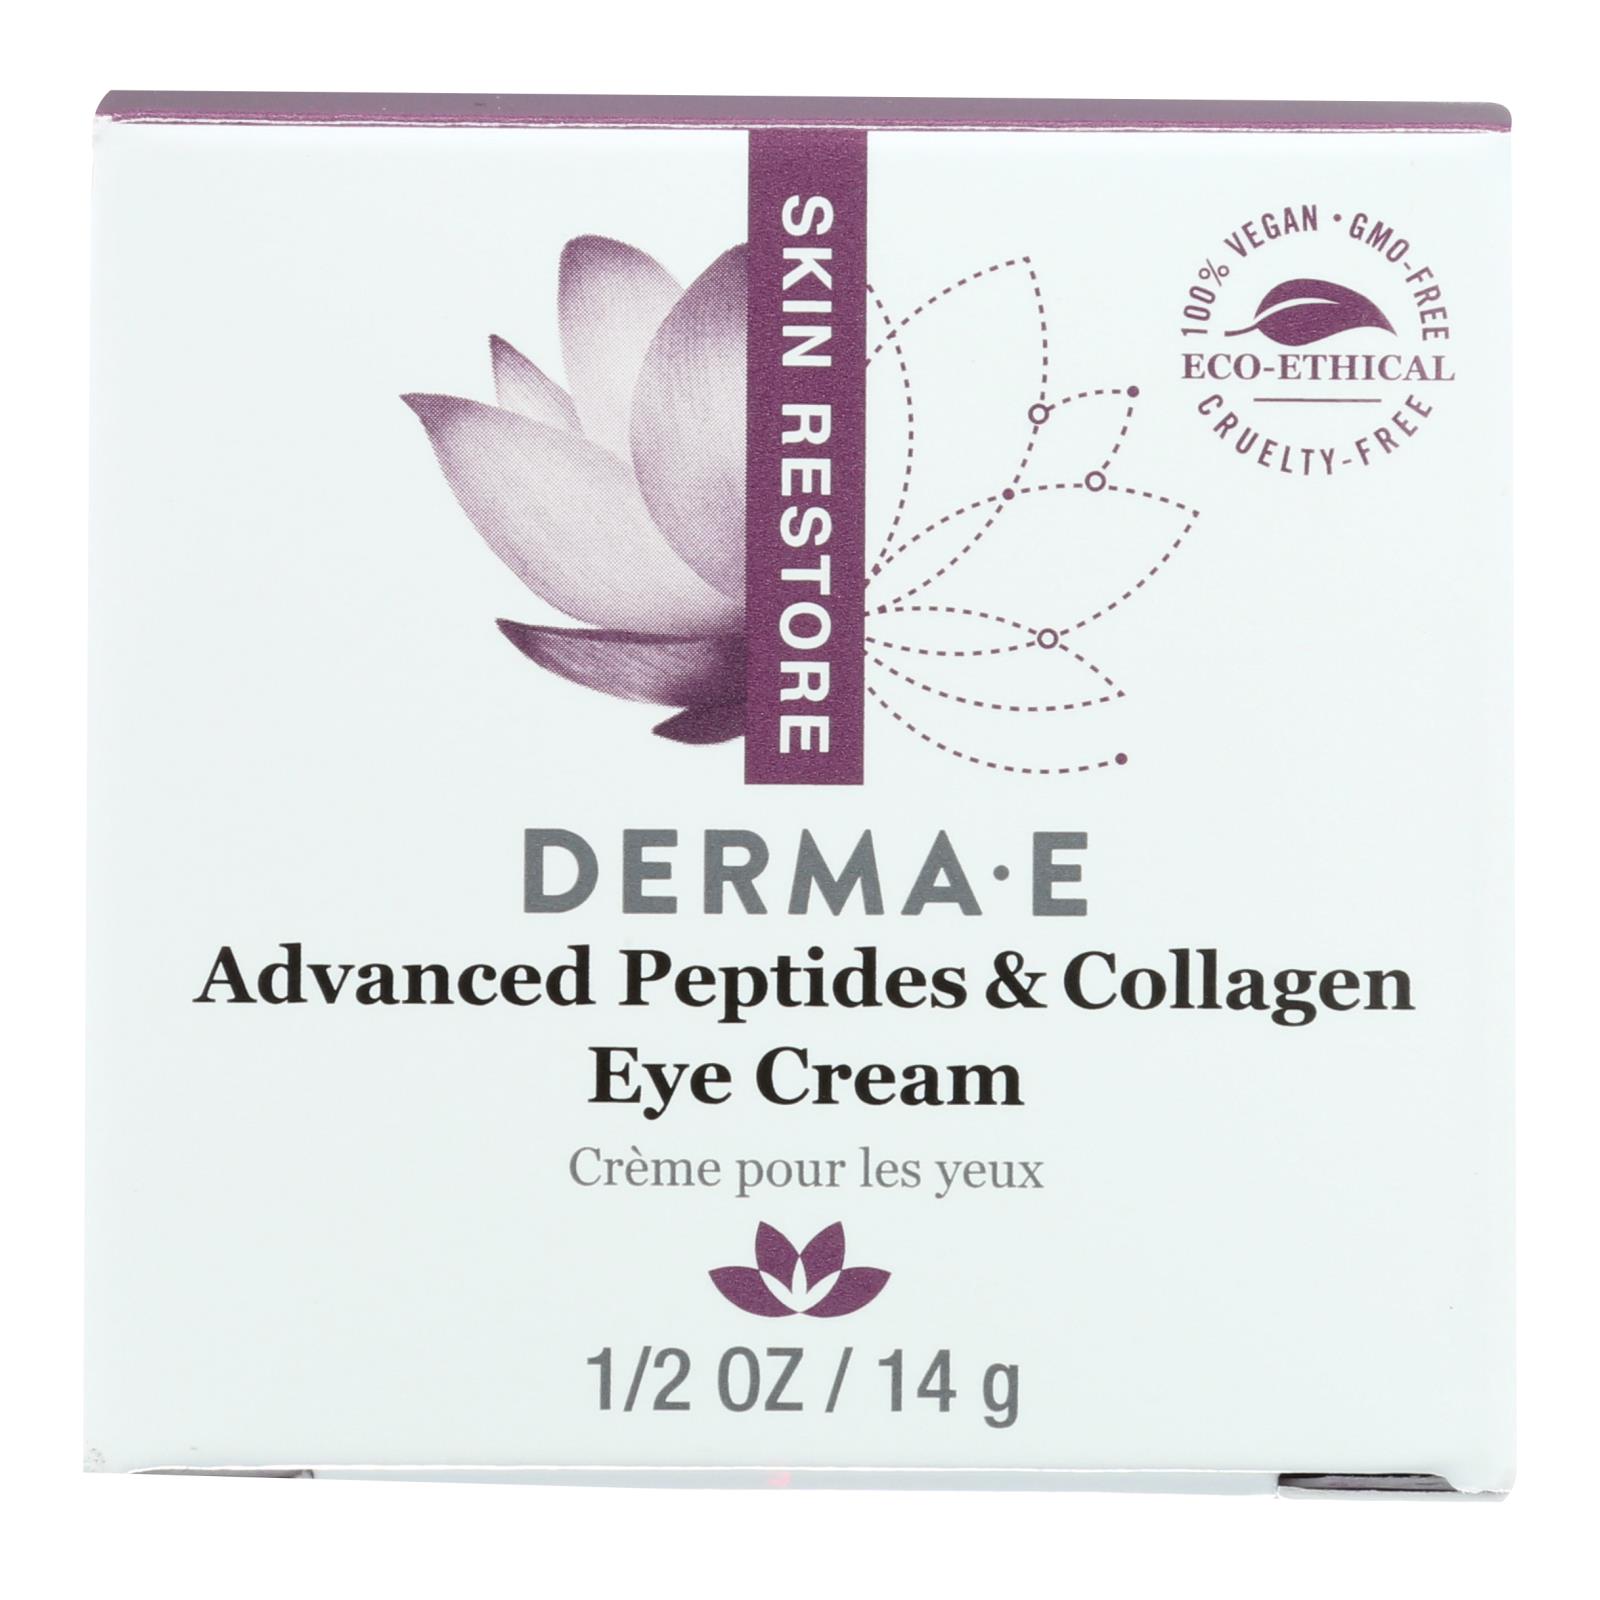 SKIN RESTORE
100% VEGAN • GMO-FREE
ECO-ETHICAL
CRUELTY-FREE
DERMA·E
Advanced Peptides & Collagen
Eye Cream
Crème pour les yeux
1/2 OZ / 14 g